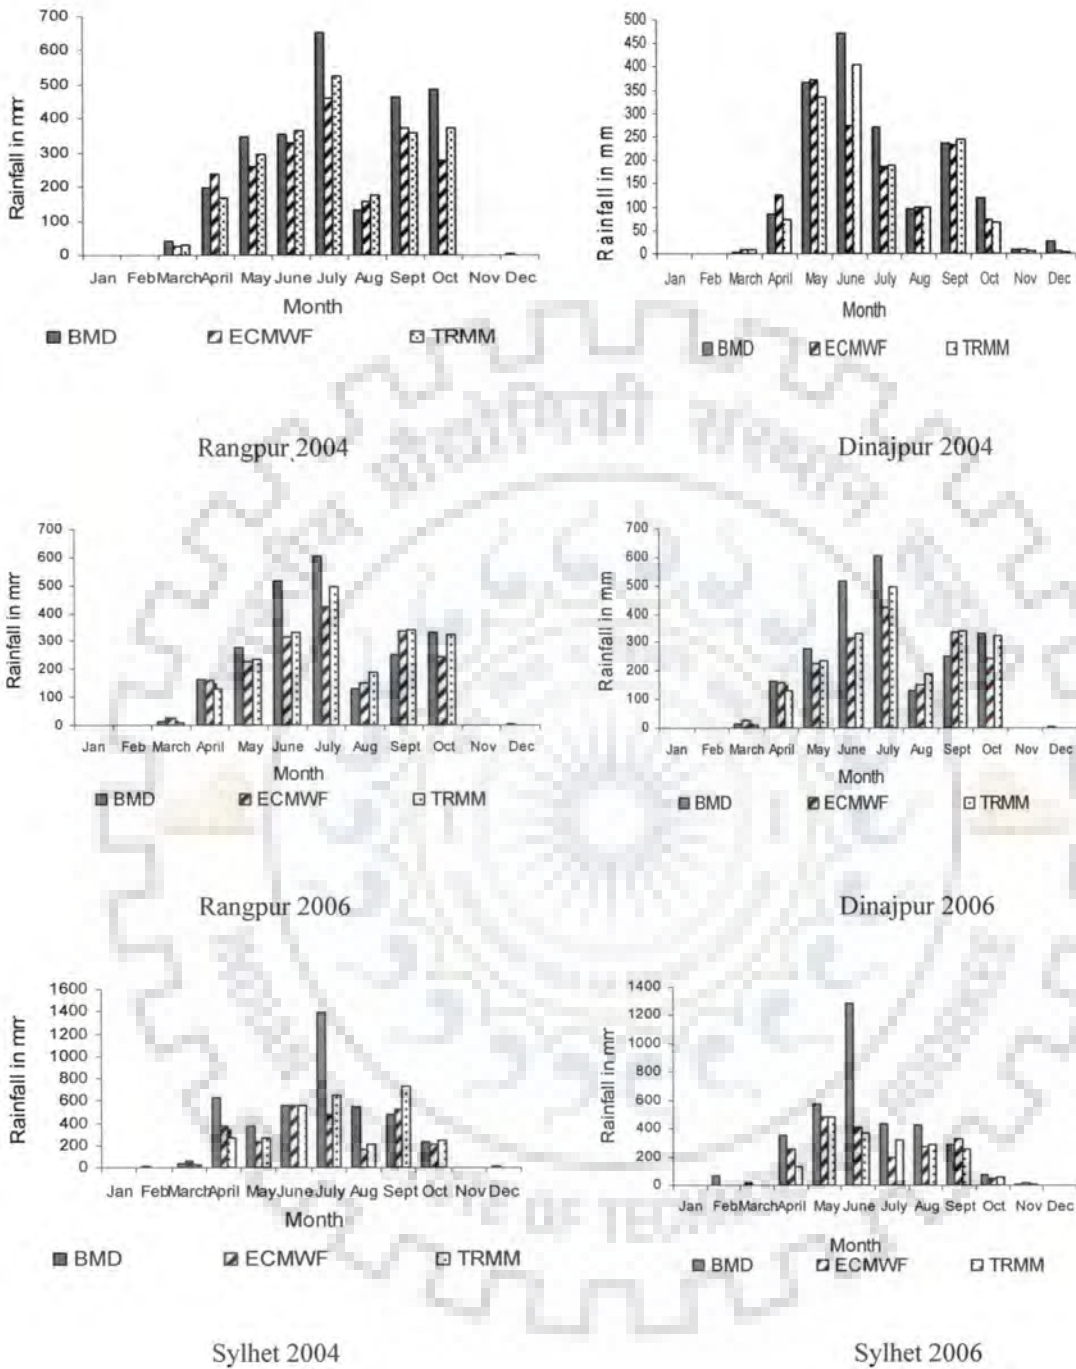 700
600
500
400
300
200
100
0
Rainfall in mm
Jan Feb March April May June July Aug Sept Oct Nov Dec
Month
BMD ECMWF TRMM
Rangpur 2004
500
450
400
350
300
250
200
150
100
50
0
Rainfall in mm
Jan Feb March April May June July Aug Sept Oct Nov Dec
Month
BMD ECMWF TRMM
Dinajpur 2004
700
600
500
400
300
200
100
0
Rainfall in mm
Jan Feb March April May June July Aug Sept Oct Nov Dec
Month
BMD ECMWF TRMM
Rangpur 2006
700
600
500
400
300
200
100
0
Rainfall in mm
Jan Feb March April May June July Aug Sept Oct Nov Dec
Month
BMD ECMWF TRMM
Dinajpur 2006
1600
1400
1200
1000
800
600
400
200
0
Rainfall in mm
Jan Feb March April May June July Aug Sept Oct Nov Dec
Month
BMD ECMWF TRMM
Sylhet 2004
1400
1200
1000
800
600
400
200
0
Rainfall in mm
Jan Feb March April May June July Aug Sept Oct Nov Dec
Month
BMD ECMWF TRMM
Sylhet 2006
OF TECHN